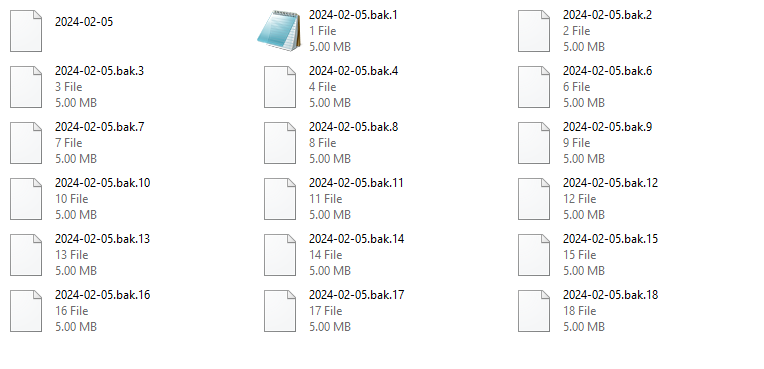 2024-02-05
2024-02-05.bak.1
1 File
5.00 MB
2024-02-05.bak.2
2 File
5.00 MB
2024-02-05.bak.3
3 File
5.00 MB
2024-02-05.bak.4
4 File
5.00 MB
2024-02-05.bak.6
6 File
5.00 MB
2024-02-05.bak.7
7 File
5.00 MB
2024-02-05.bak.8
8 File
5.00 MB
2024-02-05.bak.9
9 File
5.00 MB
2024-02-05.bak.10
10 File
5.00 MB
2024-02-05.bak.11
11 File
5.00 MB
2024-02-05.bak.12
12 File
5.00 MB
2024-02-05.bak.13
13 File
5.00 MB
2024-02-05.bak.14
14 File
5.00 MB
2024-02-05.bak.15
15 File
5.00 MB
2024-02-05.bak.16
16 File
5.00 MB
2024-02-05.bak.17
17 File
5.00 MB
2024-02-05.bak.18
18 File
5.00 MB